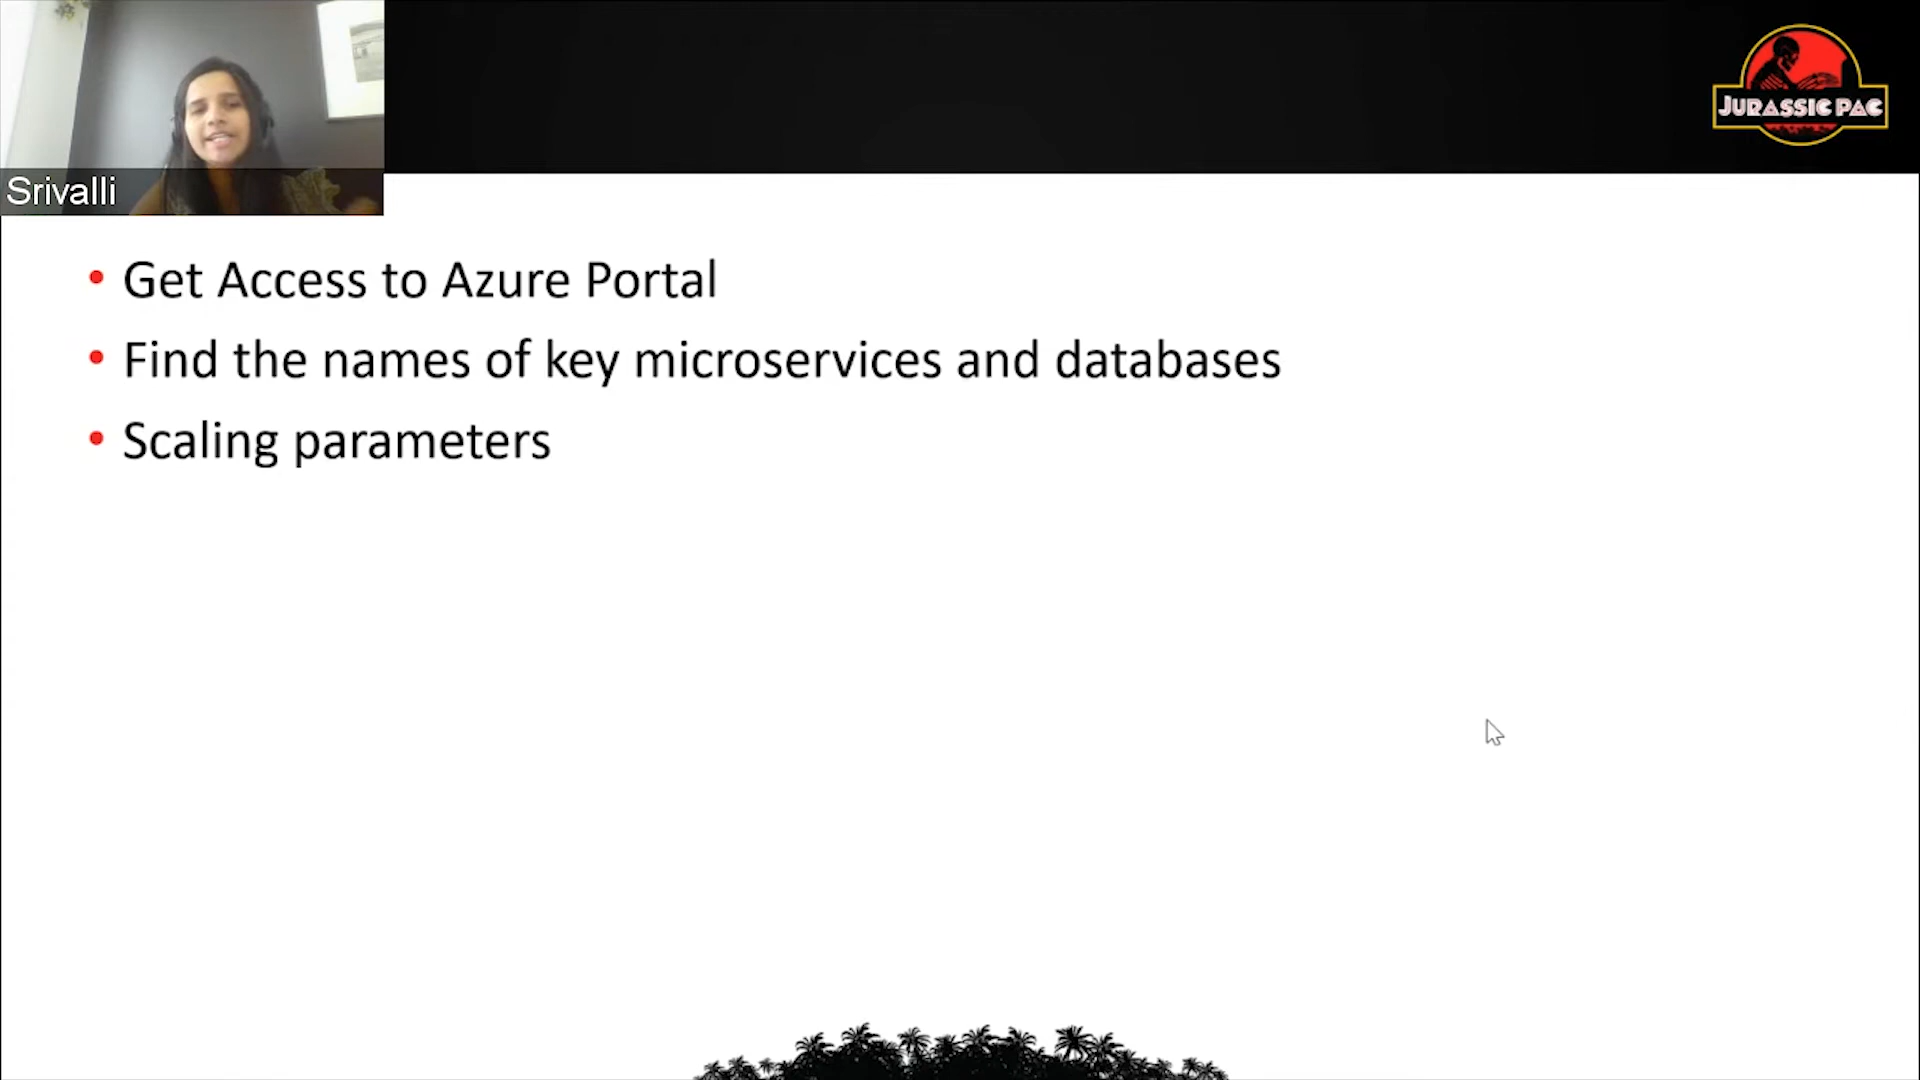 JURASSIC PAC
Srivalli
• Get Access to Azure Portal
• Find the names of key microservices and databases
• Scaling parameters